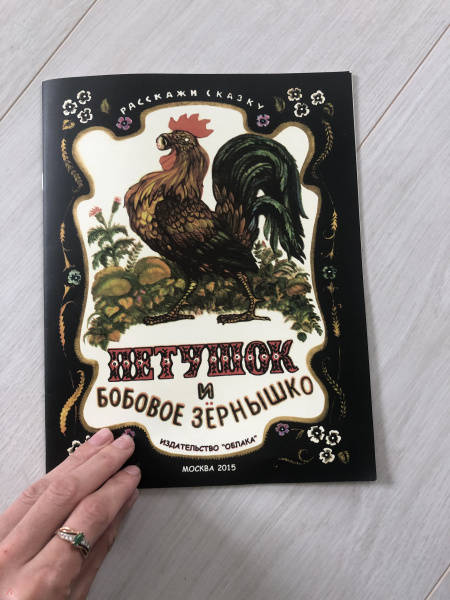 РАССКАЖИ СКАЗКУ
ПЕТУШОК
И
БОБОВОЕ ЗЁРНЫШКО
ИЗДАТЕЛЬСТВО "ОБЛАКА"
МОСКВА 2015